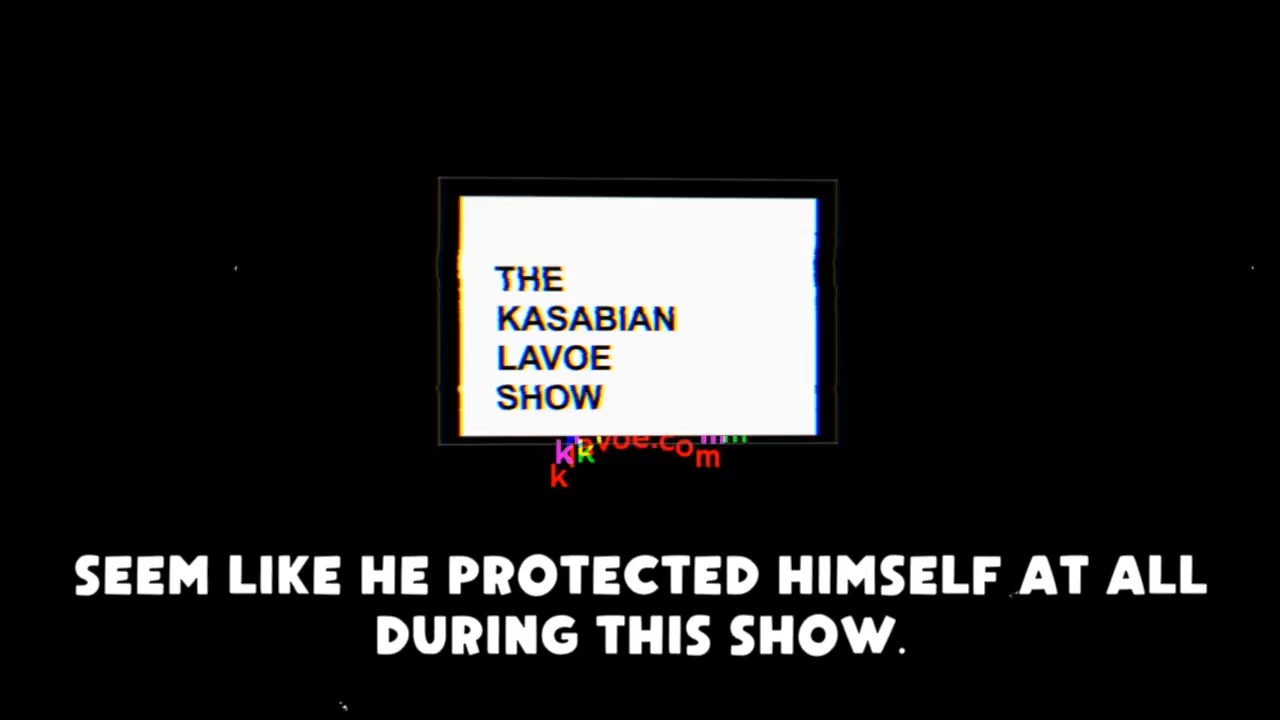 THE
KASABIAN
LAVOE
SHOW
SEEM LIKE HE PROTECTED HIMSELF AT ALL
DURING THIS SHOW.